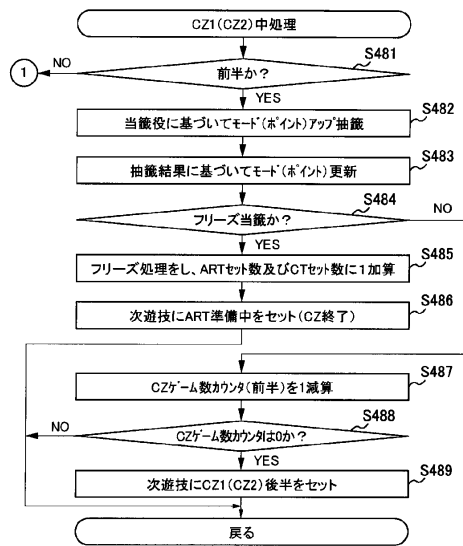 CZ1(CZ2)中処理
S481
NO
1
前半か?
YES
S482
当籤役に基づいてモード(ポイント)アップ抽籤
S483
抽籤結果に基づいてモード(ポイント)更新
S484
フリーズ当籤か?
NO
YES
S485
フリーズ処理をし、ARTセット数及びCTセット数に1加算
S486
次遊技にART準備中をセット(CZ終了)
S487
CZゲーム数カウンタ(前半)を1減算
S488
NO
CZゲーム数カウンタは0か?
YES
S489
次遊技にCZ1(CZ2)後半をセット
戻る